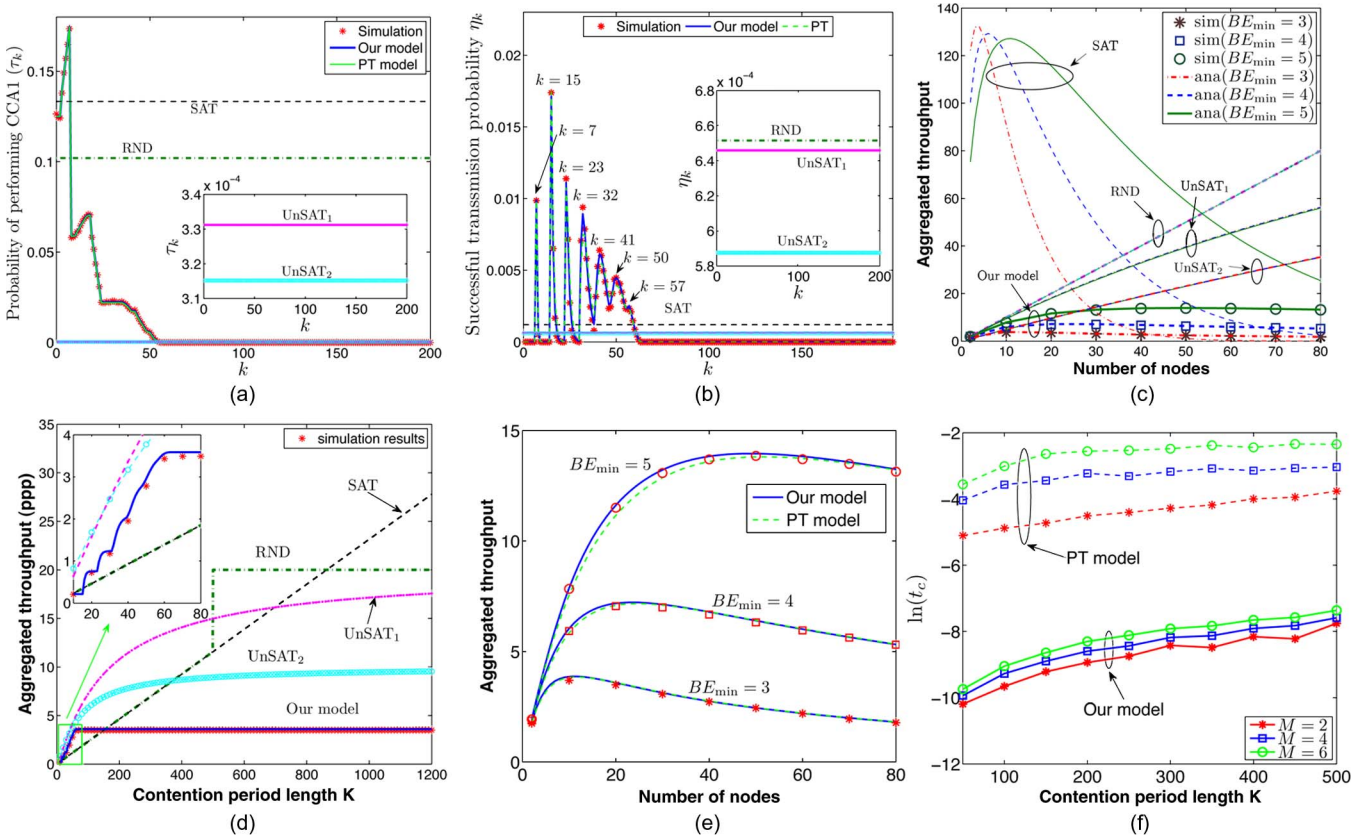 Probability of performing CCA1 (τk)
0.15
0.1
0.05
0
Simulation
Our model
PT model
SAT
RND
x 10⁻⁴
3.4
3.3
3.2
3.1
τk
UnSAT₁
UnSAT₂
0 50 100 150 200
k
0 50 100 150 200
k
(a)
Successful transsmision probability ηk
0.020
0.015
0.010
0.005
0.000
Simulation Our model PT
k = 15
k = 7
k = 23
k = 32
k = 41
k = 50
k = 57
SAT
x 10⁻⁴
6.8
6.6
6.4
6.2
6
5.8
ηk
RND
UnSAT₁
UnSAT₂
0 100 200
k
0 50 100 150
k
(b)
Aggregated throughput
140
120
100
80
60
40
20
0
sim(BEmin = 3)
sim(BEmin = 4)
sim(BEmin = 5)
ana(BEmin = 3)
ana(BEmin = 4)
ana(BEmin = 5)
SAT
RND
UnSAT₁
UnSAT₂
Our model
0 10 20 30 40 50 60 70 80
Number of nodes
(c)
Aggregated throughput (ppp)
35
30
25
20
15
10
5
0
4
3
2
1
0
20 40 60 80
simulation results
SAT
RND
UnSAT₁
UnSAT₂
Our model
0 200 400 600 800 1000 1200
Contention period length K
(d)
Aggregated throughput
15
10
5
0
BEmin = 5
BEmin = 4
BEmin = 3
Our model
PT model
0 20 40 60 80
Number of nodes
(e)
ln(tc)
−2
−4
−6
−8
−10
−12
PT model
Our model
M = 2
M = 4
M = 6
100 200 300 400 500
Contention period length K
(f)